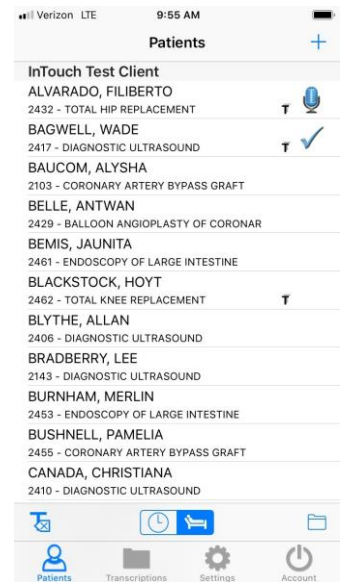 Verizon LTE 9:55 AM
Patients +
InTouch Test Client
ALVARADO, FILIBERTO
2432 - TOTAL HIP REPLACEMENT T
BAGWELL, WADE
2417 - DIAGNOSTIC ULTRASOUND T
BAUCOM, ALYSHA
2103 - CORONARY ARTERY BYPASS GRAFT
BELLE, ANTWAN
2429 - BALLOON ANGIOPLASTY OF CORONAR
BEMIS, JAUNITA
2461 - ENDOSCOPY OF LARGE INTESTINE
BLACKSTOCK, HOYT
2462 - TOTAL KNEE REPLACEMENT T
BLYTHE, ALLAN
2406 - DIAGNOSTIC ULTRASOUND
BRADBERRY, LEE
2143 - DIAGNOSTIC ULTRASOUND
BURNHAM, MERLIN
2453 - ENDOSCOPY OF LARGE INTESTINE
BUSHNELL, PAMELIA
2455 - CORONARY ARTERY BYPASS GRAFT
CANADA, CHRISTIANA
2410 - DIAGNOSTIC ULTRASOUND
Patients Transcriptions Settings Account